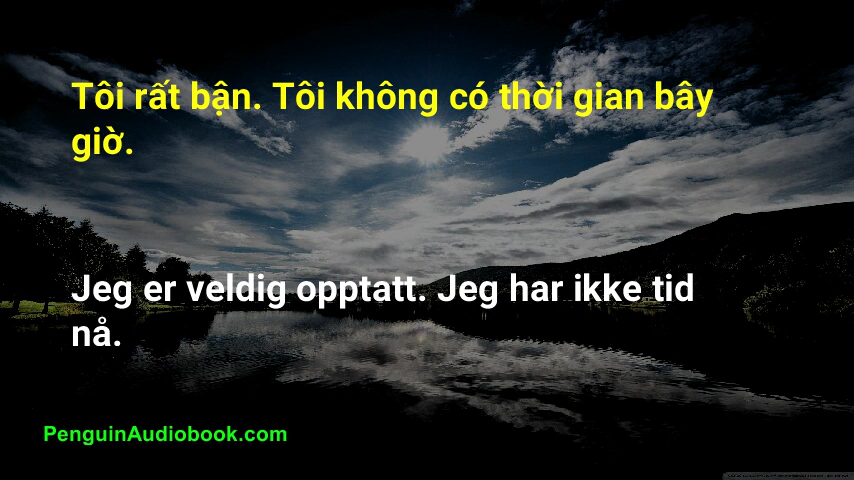 Tôi rất bận. Tôi không có thời gian bây
giờ.
Jeg er veldig opptatt. Jeg har ikke tid
nå.
PenguinAudiobook.com